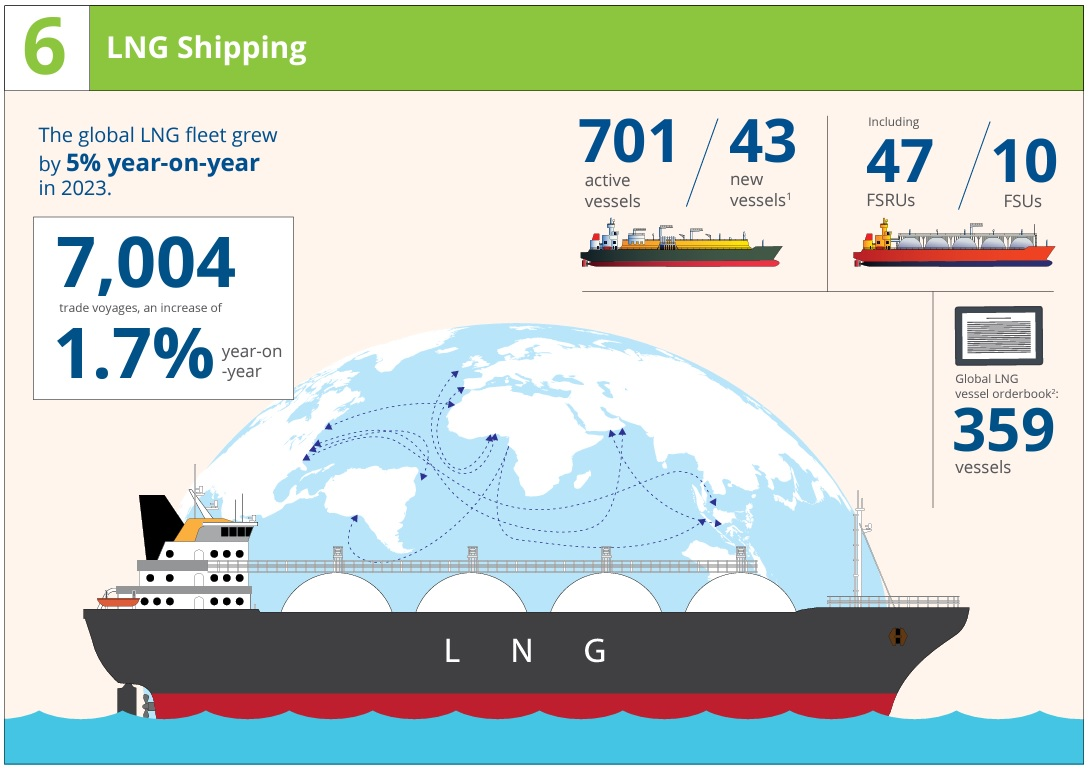 6
LNG Shipping
The global LNG fleet grew
by 5% year-on-year
in 2023.
7,004
trade voyages, an increase of
1.7% year-on
-year
701 / 43
active
vessels
new
vessels¹
Including
47 / 10
FSRUs
FSUs
Global LNG
vessel orderbook²:
359
vessels
L N G